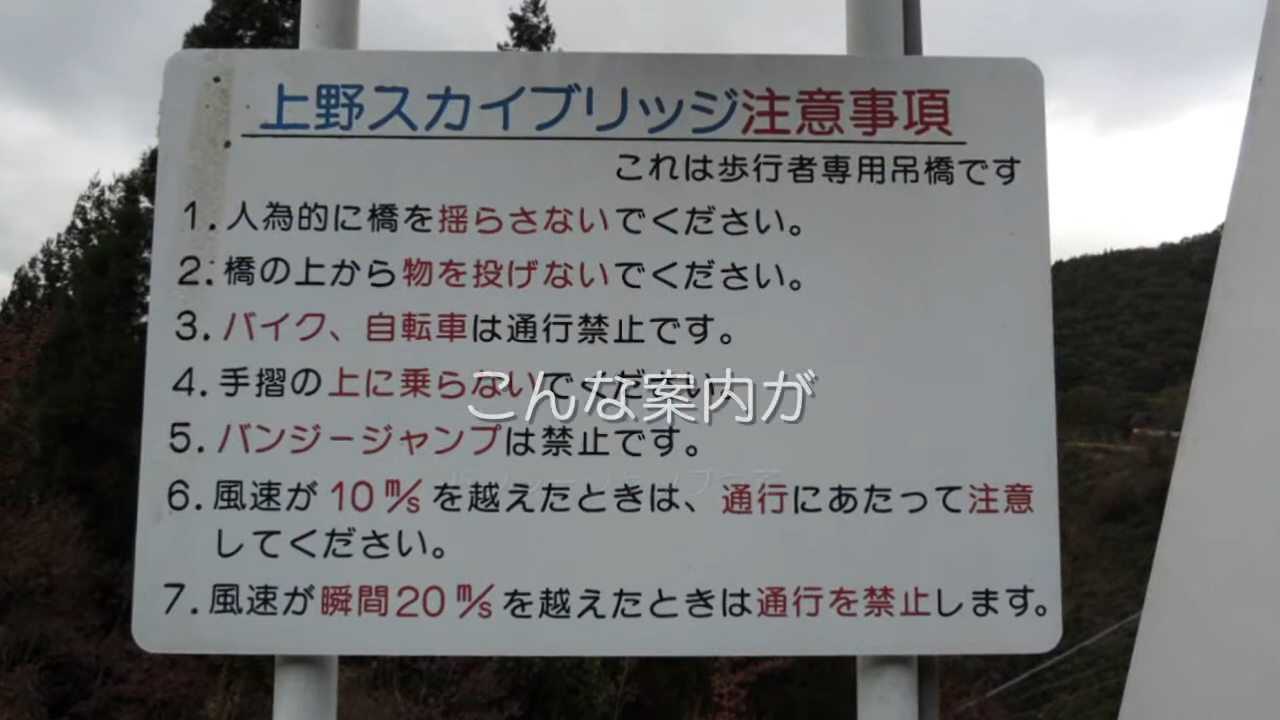 上野スカイブリッジ注意事項
これは歩行者専用吊橋です
1.人為的に橋を揺らさないでください。
2.橋の上から物を投げないでください。
3.バイク、自転車は通行禁止です。
4.手摺の上に乗らないでください。
こんな案内が
5.バンジージャンプは禁止です。
6.風速が10m/sを越えたときは、通行にあたって注意
してください。
7.風速が瞬間20m/sを越えたときは通行を禁止します。